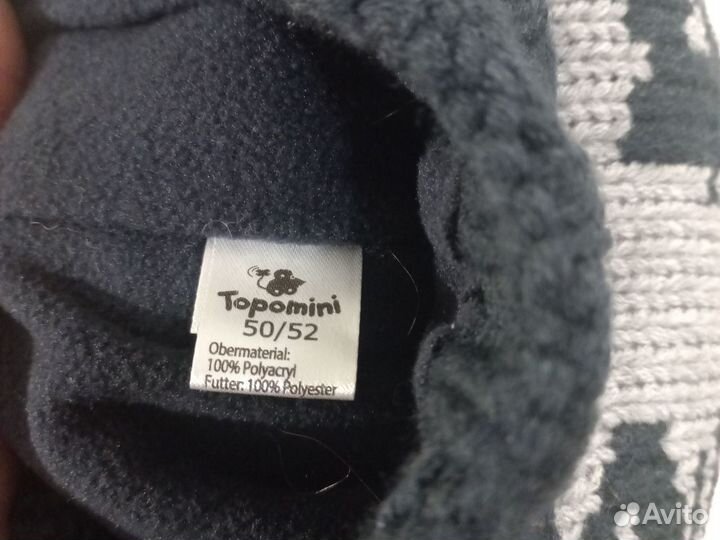 Topomini
50/52
Obermaterial:
100% Polyacryl
Futter: 100% Polyester
Avito